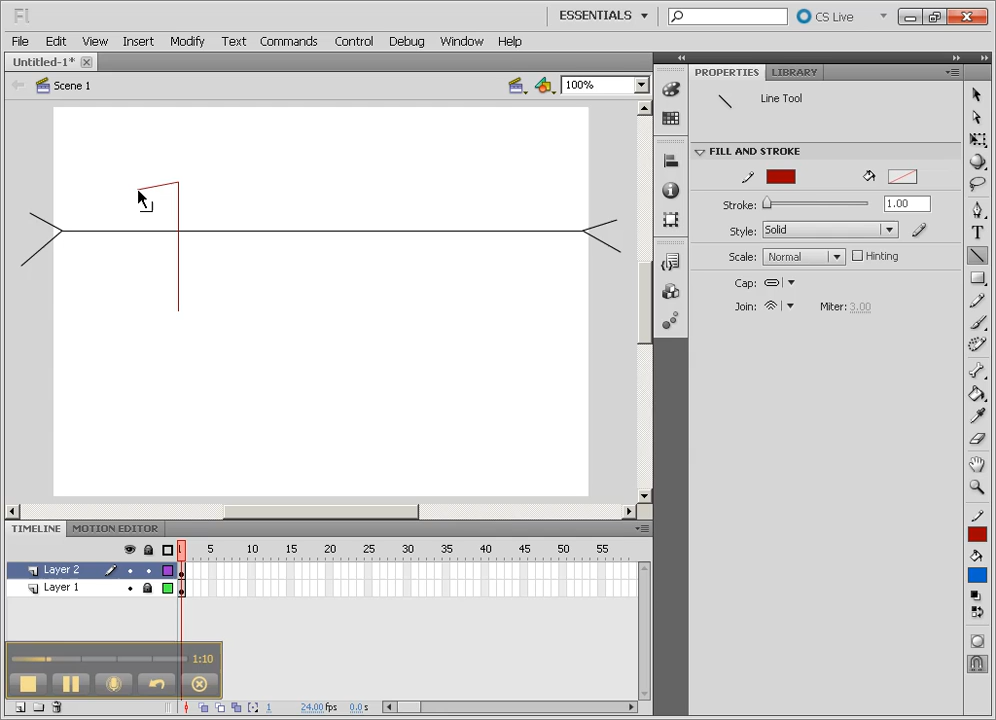 Fl ESSENTIALS CS Live
File Edit View Insert Modify Text Commands Control Debug Window Help
Untitled-1*
Scene 1 100%
PROPERTIES LIBRARY
Line Tool
FILL AND STROKE
Stroke: 1.00
Style: Solid
Scale: Normal Hinting
Cap:
Join: Miter: 3.00
TIMELINE MOTION EDITOR
1 5 10 15 20 25 30 35 40 45 50 55
Layer 2
Layer 1
1:10
1 24.00fps 0.0s